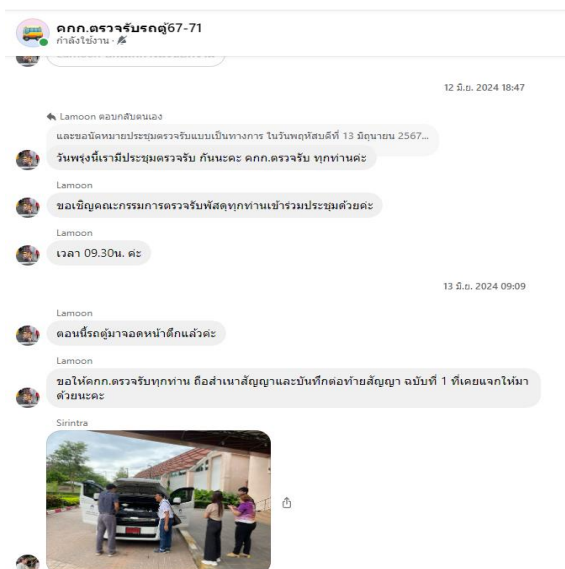 คกก.ตรวจรับรถตู้67-71
กำลังใช้งาน ·
12 มิ.ย. 2024 18:47
Lamoon ตอบกลับตนเอง
และขอนัดหมายประชุมตรวจรับแบบเป็นทางการ ในวันพฤหัสบดีที่ 13 มิถุนายน 2567...
วันพรุ่งนี้เรามีประชุมตรวจรับ กันนะคะ คกก.ตรวจรับ ทุกท่านค่ะ
Lamoon
ขอเชิญคณะกรรมการตรวจรับพัสดุทุกท่านเข้าร่วมประชุมด้วยค่ะ
Lamoon
เวลา 09.30น. ค่ะ
13 มิ.ย. 2024 09:09
Lamoon
ตอนนี้รถตู้มาจอดหน้าตึกแล้วค่ะ
Lamoon
ขอให้คกก.ตรวจรับทุกท่าน ถือสำเนาสัญญาและบันทึกต่อท้ายสัญญา ฉบับที่ 1 ที่เคยแจกให้มา
ด้วยนะคะ
Sirintra